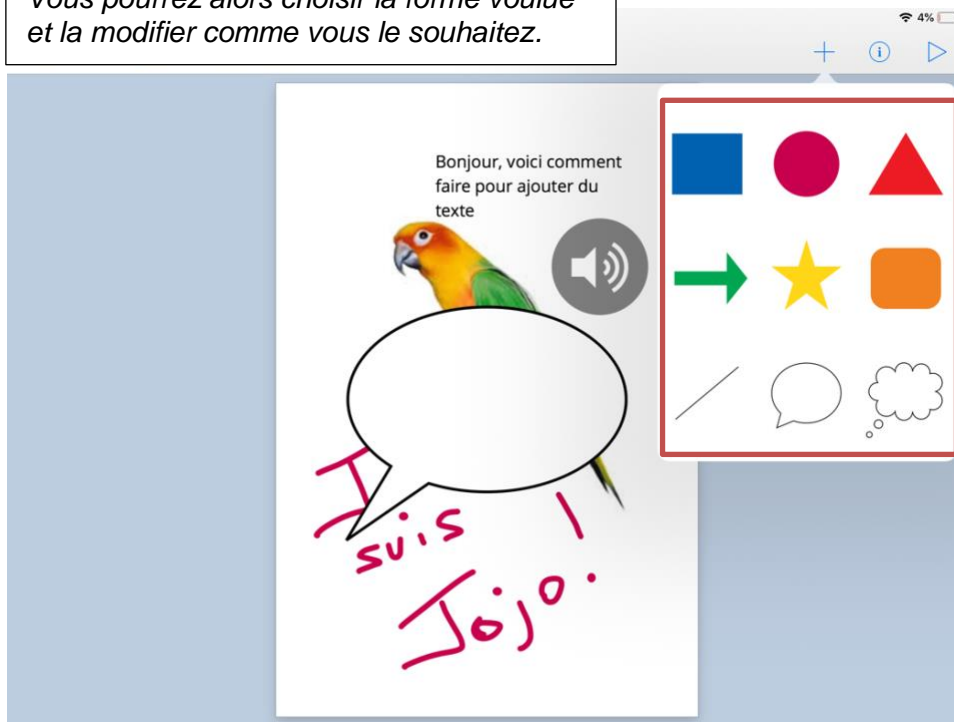 Vous pourrez alors choisir la forme voulue
et la modifier comme vous le souhaitez.
4%
Bonjour, voici comment
faire pour ajouter du
texte
suis
Jojo!